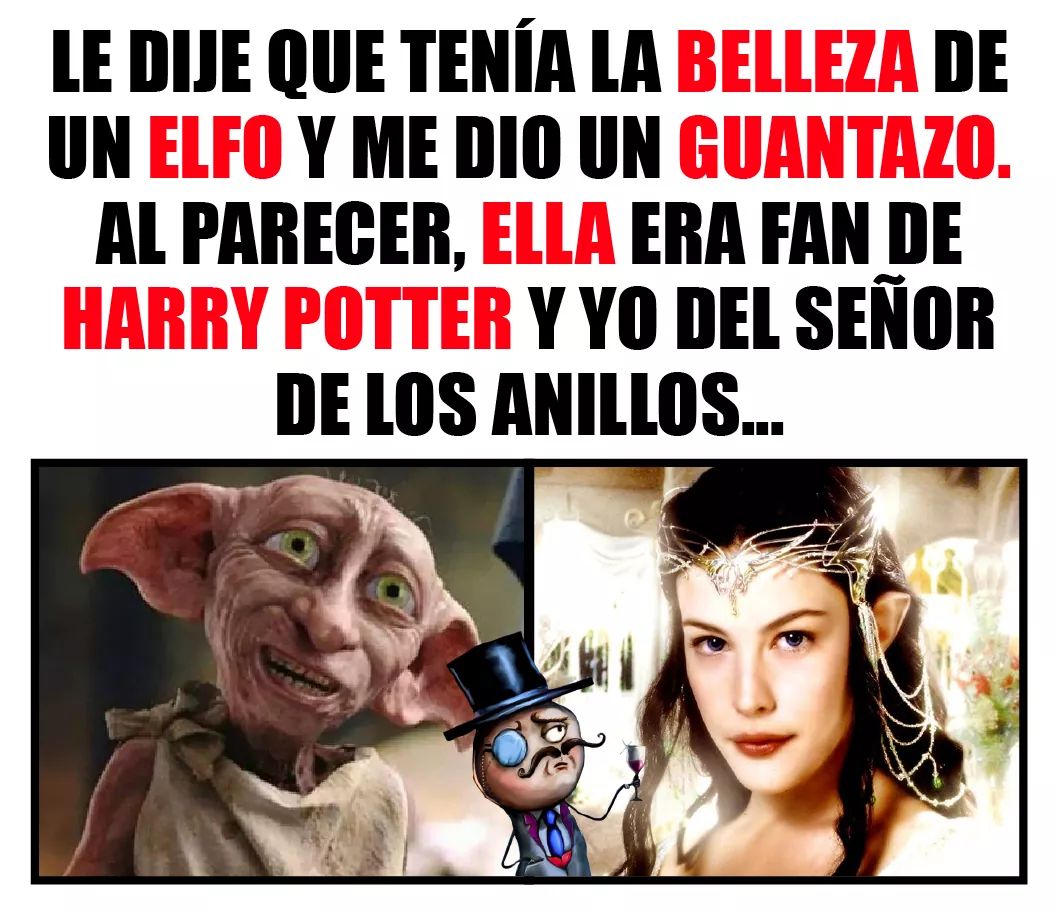 LE DIJE QUE TENÍA LA BELLEZA DE
UN ELFO Y ME DIO UN GUANTAZO.
AL PARECER, ELLA ERA FAN DE
HARRY POTTER Y YO DEL SEÑOR
DE LOS ANILLOS...